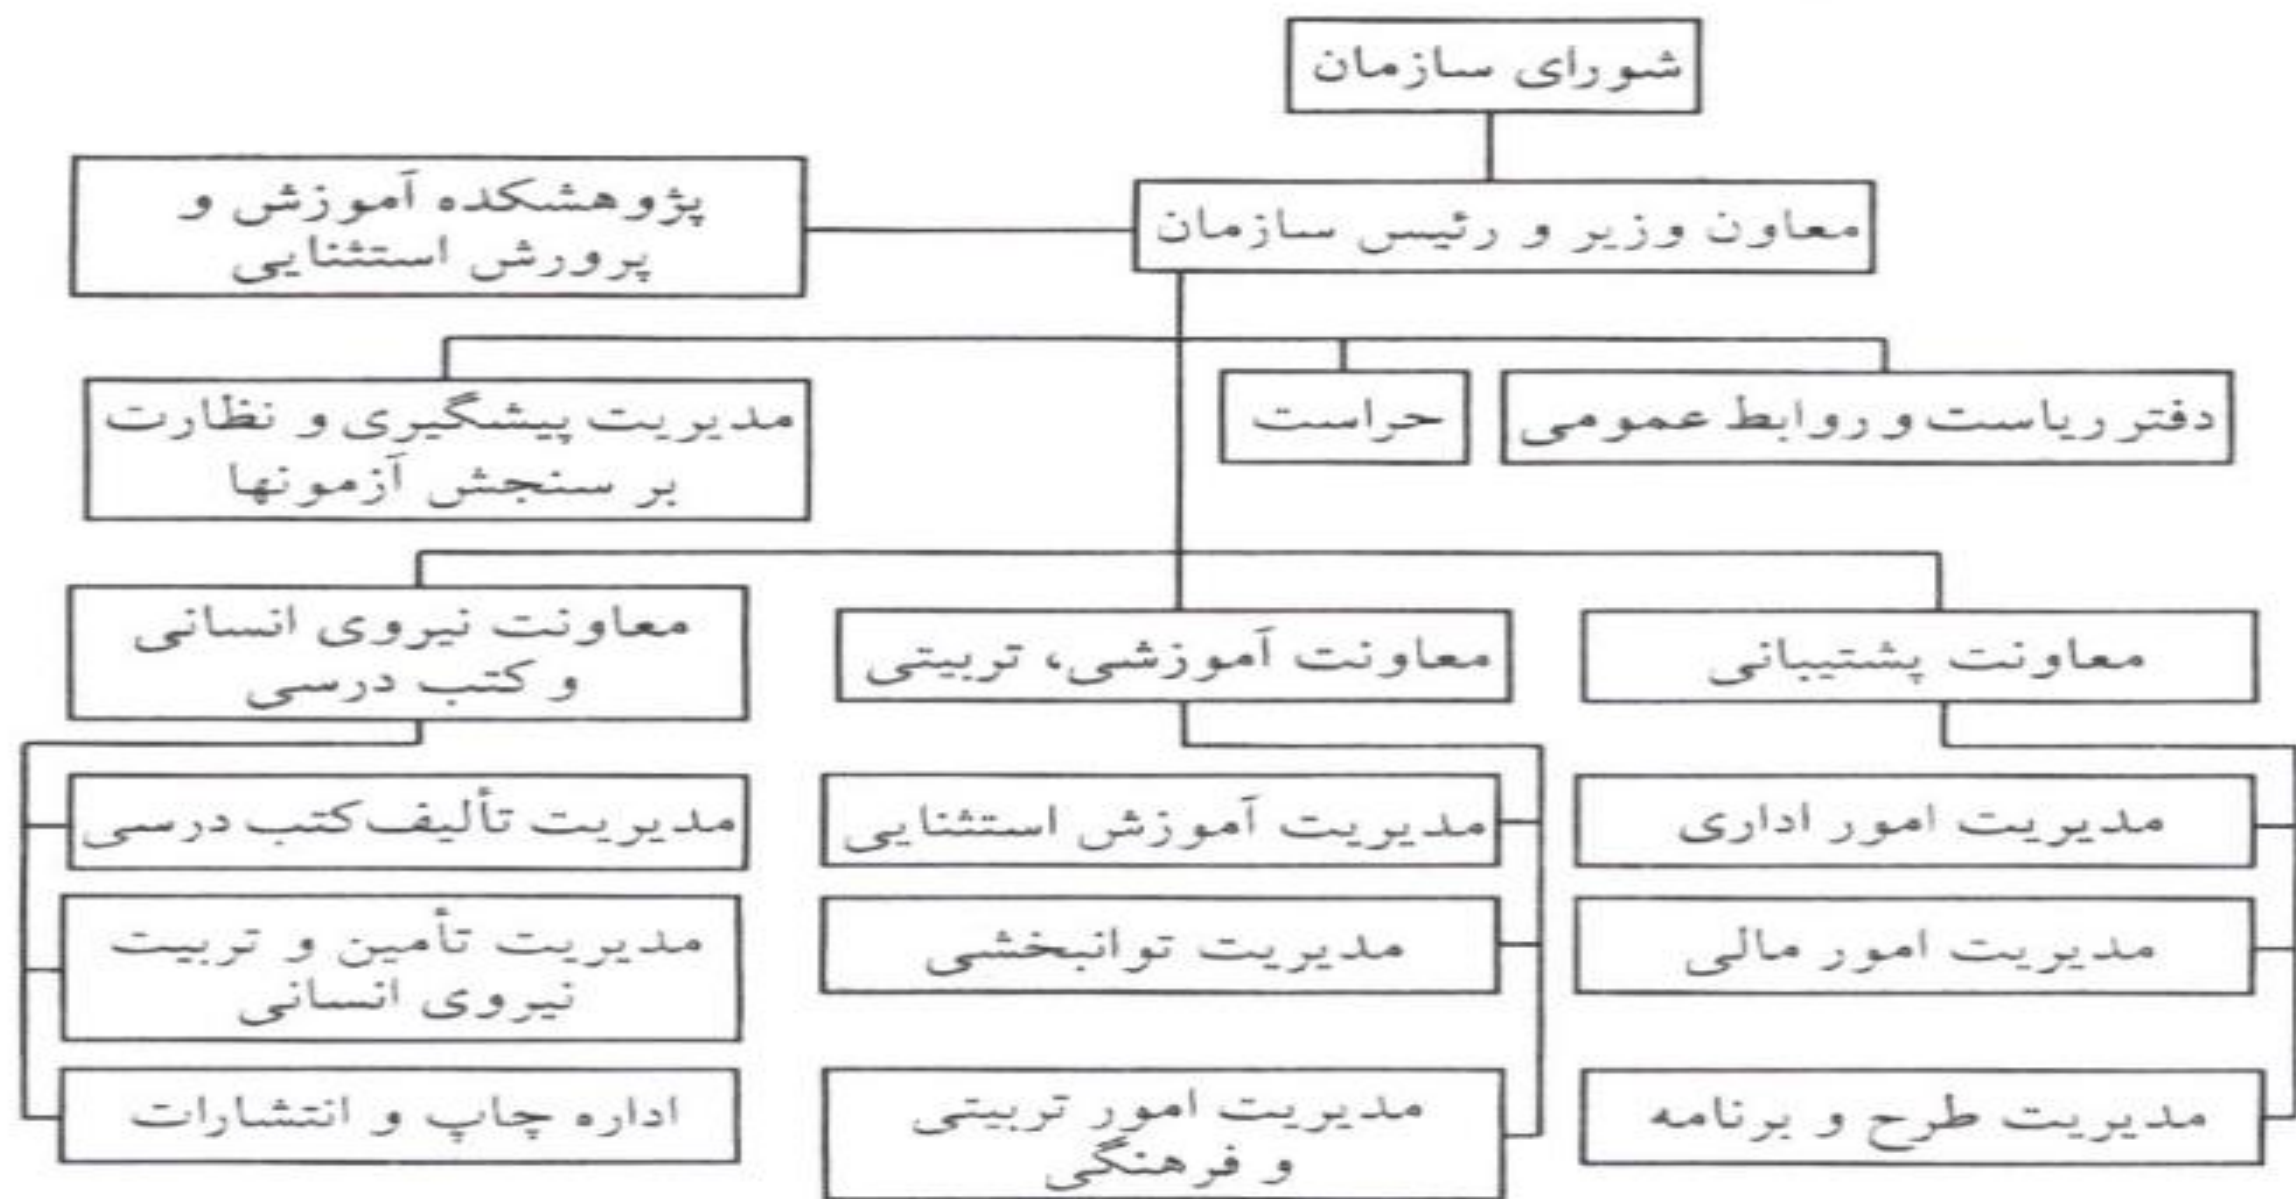 شورای سازمان
معاون وزیر و رئیس سازمان
پژوهشکده آموزش و
پرورش استثنایی
دفتر ریاست و روابط عمومی
حراست
مدیریت پیشگیری و نظارت
بر سنجش آزمونها
معاونت پشتیبانی
معاونت آموزشی، تربیتی
معاونت نیروی انسانی
و کتب درسی
مدیریت امور اداری
مدیریت امور مالی
مدیریت طرح و برنامه
مدیریت آموزش استثنایی
مدیریت توانبخشی
مدیریت امور تربیتی
و فرهنگی
مدیریت تألیف کتب درسی
مدیریت تأمین و تربیت
نیروی انسانی
اداره چاپ و انتشارات